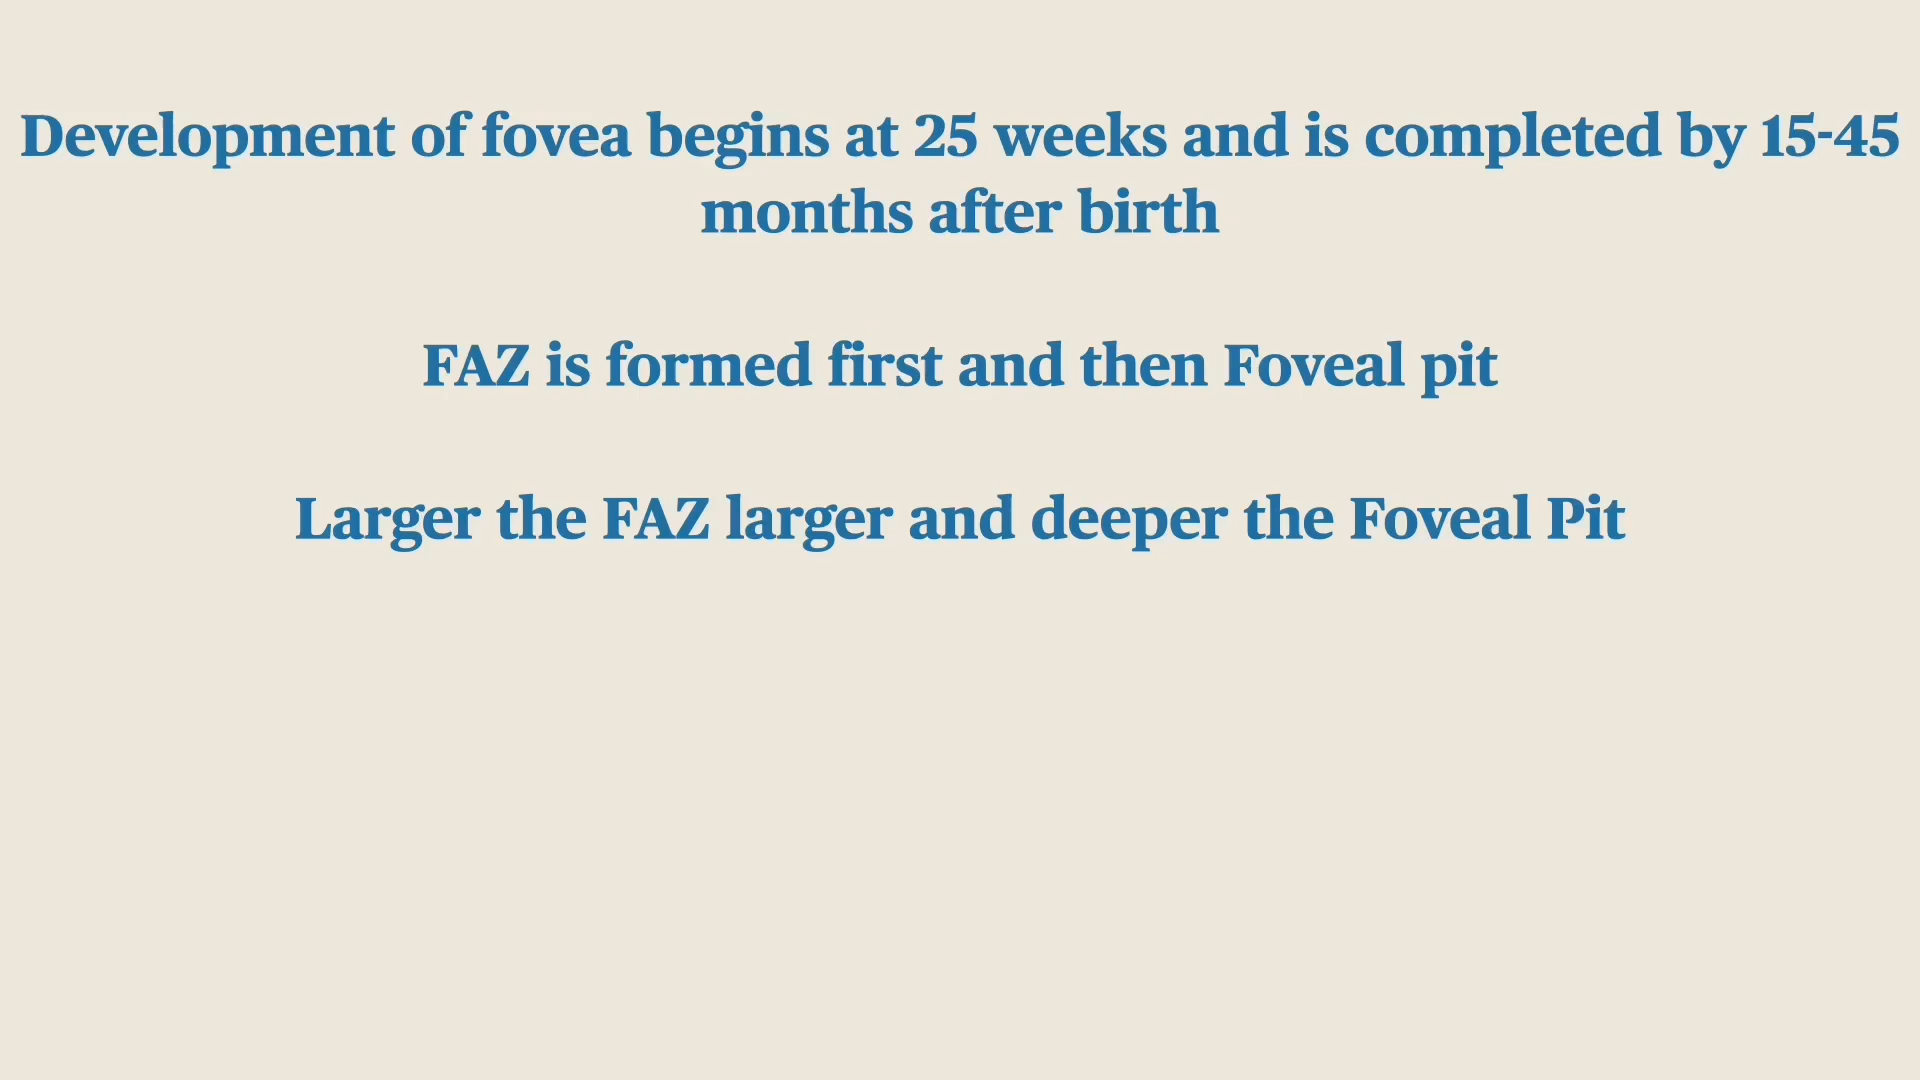 Development of fovea begins at 25 weeks and is completed by 15-45
months after birth
FAZ is formed first and then Foveal pit
Larger the FAZ larger and deeper the Foveal Pit